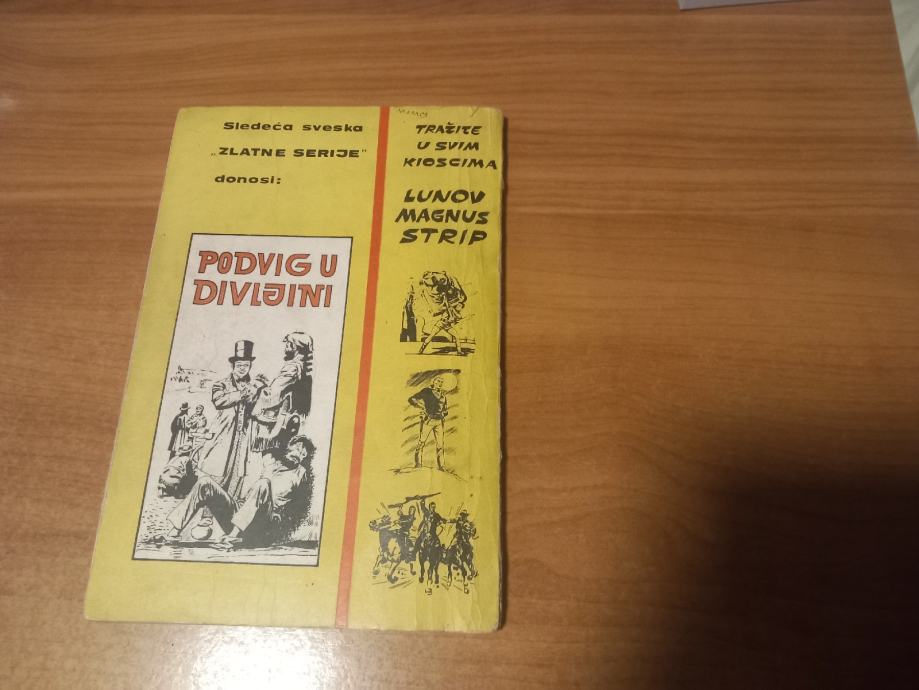 Sledeća sveska
„ZLATNE SERIJE"
donosi:
PODVIG U
DIVLJINI
TRAŽITE
U SVIM
KIOSCIMA
LUNOV
MAGNUS
STRIP